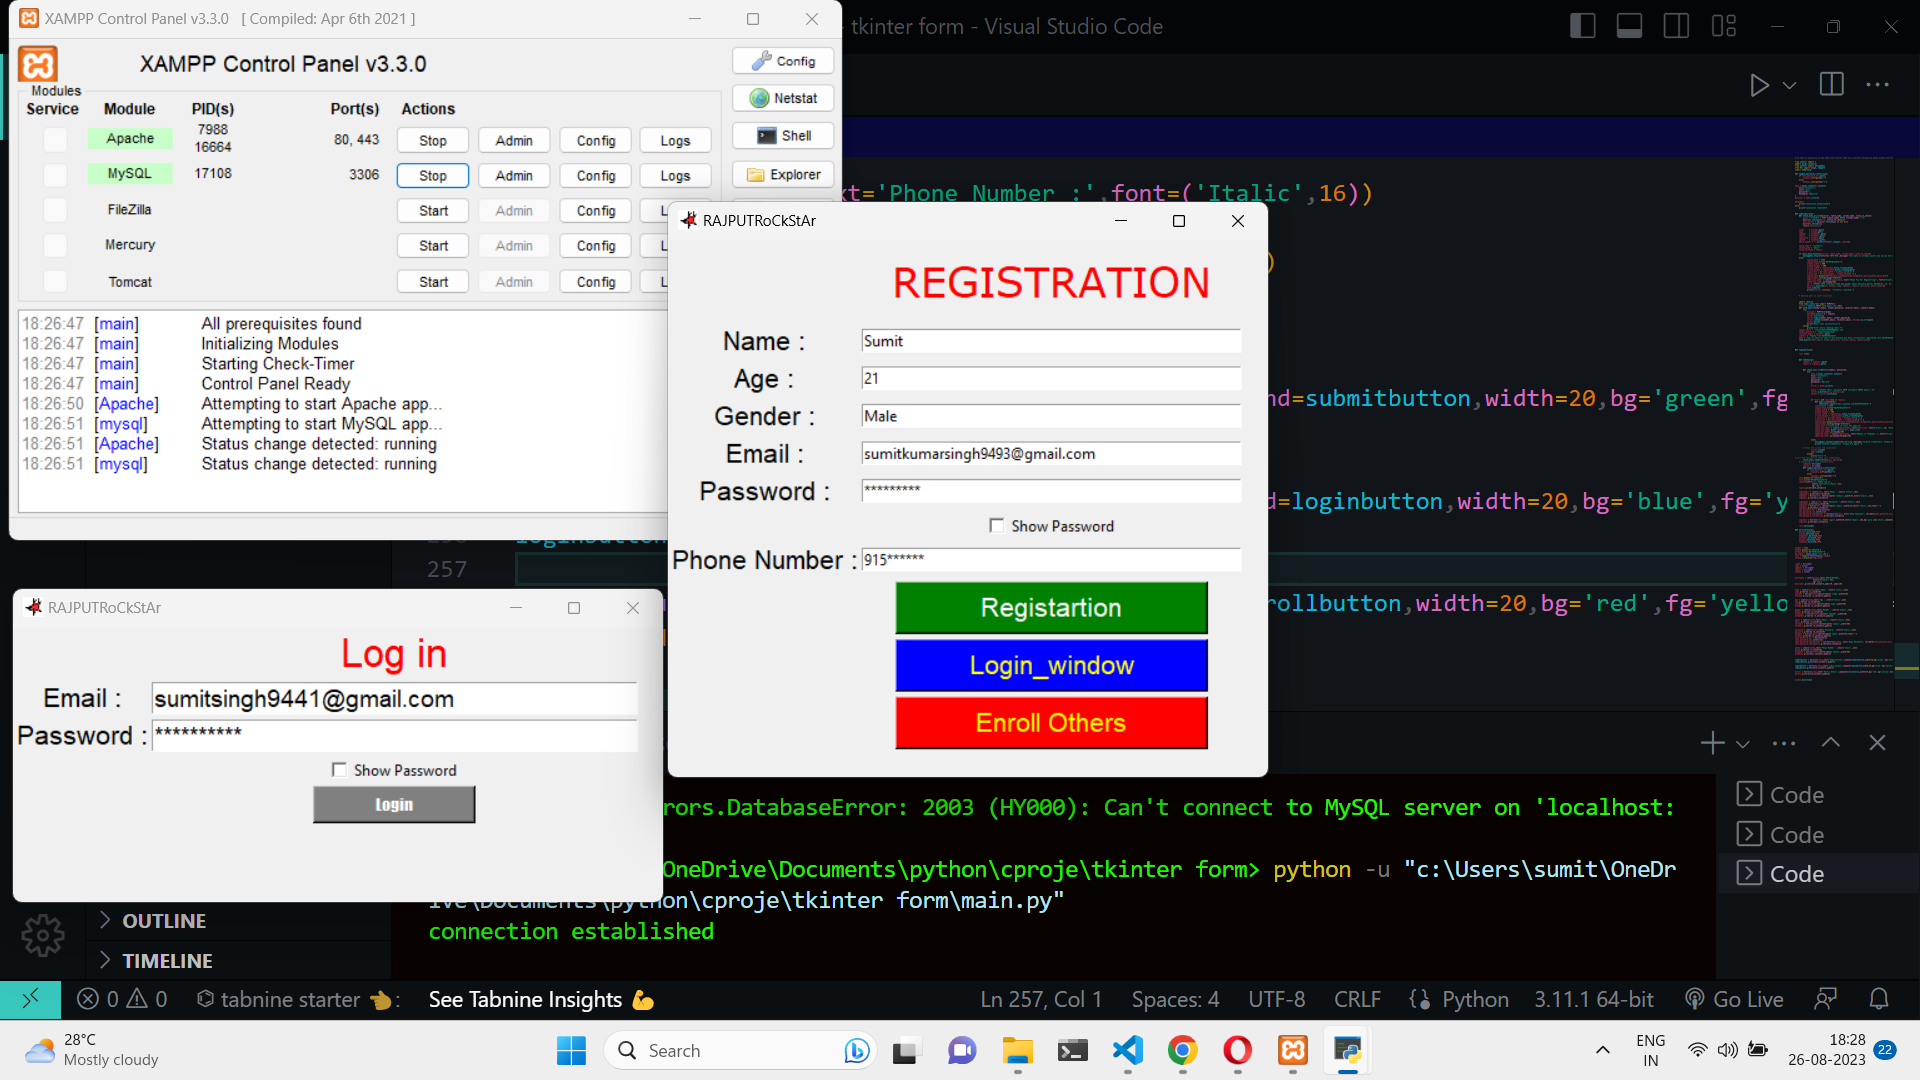 XAMPP Control Panel v3.3.0 [ Compiled: Apr 6th 2021 ]
tkinter form - Visual Studio Code
XAMPP Control Panel v3.3.0
Config
Modules
Service Module PID(s) Port(s) Actions
Netstat
Apache 7988 16664 80, 443 Stop Admin Config Logs
Shell
MySQL 17108 3306 Stop Admin Config Logs
Explorer
FileZilla Start Admin Config L
Mercury Start Admin Config L
Tomcat Start Admin Config L
18:26:47 [main] All prerequisites found
18:26:47 [main] Initializing Modules
18:26:47 [main] Starting Check-Timer
18:26:47 [main] Control Panel Ready
18:26:50 [Apache] Attempting to start Apache app...
18:26:51 [mysql] Attempting to start MySQL app...
18:26:51 [Apache] Status change detected: running
18:26:51 [mysql] Status change detected: running
xt='Phone Number :',font=('Italic',16))
)
nd=submitbutton,width=20,bg='green',fg
d=loginbutton,width=20,bg='blue',fg='y
257
rollbutton,width=20,bg='red',fg='yello
RAJPUTRoCkStAr
REGISTRATION
Name : Sumit
Age : 21
Gender : Male
Email : sumitkumarsingh9493@gmail.com
Password : *********
Show Password
Phone Number : 915******
Registartion
Login_window
Enroll Others
RAJPUTRoCkStAr
Log in
Email : sumitsingh9441@gmail.com
Password : **********
Show Password
Login
rors.DatabaseError: 2003 (HY000): Can't connect to MySQL server on 'localhost:
OneDrive\Documents\python\cproje\tkinter form> python -u "c:\Users\sumit\OneDr
ive\Documents\python\cproje\tkinter form\main.py"
connection established
Code
Code
Code
OUTLINE
TIMELINE
0 0 tabnine starter : See Tabnine Insights Ln 257, Col 1 Spaces: 4 UTF-8 CRLF Python 3.11.1 64-bit Go Live
28°C
Mostly cloudy
Search
ENG
IN
18:28
26-08-2023
22